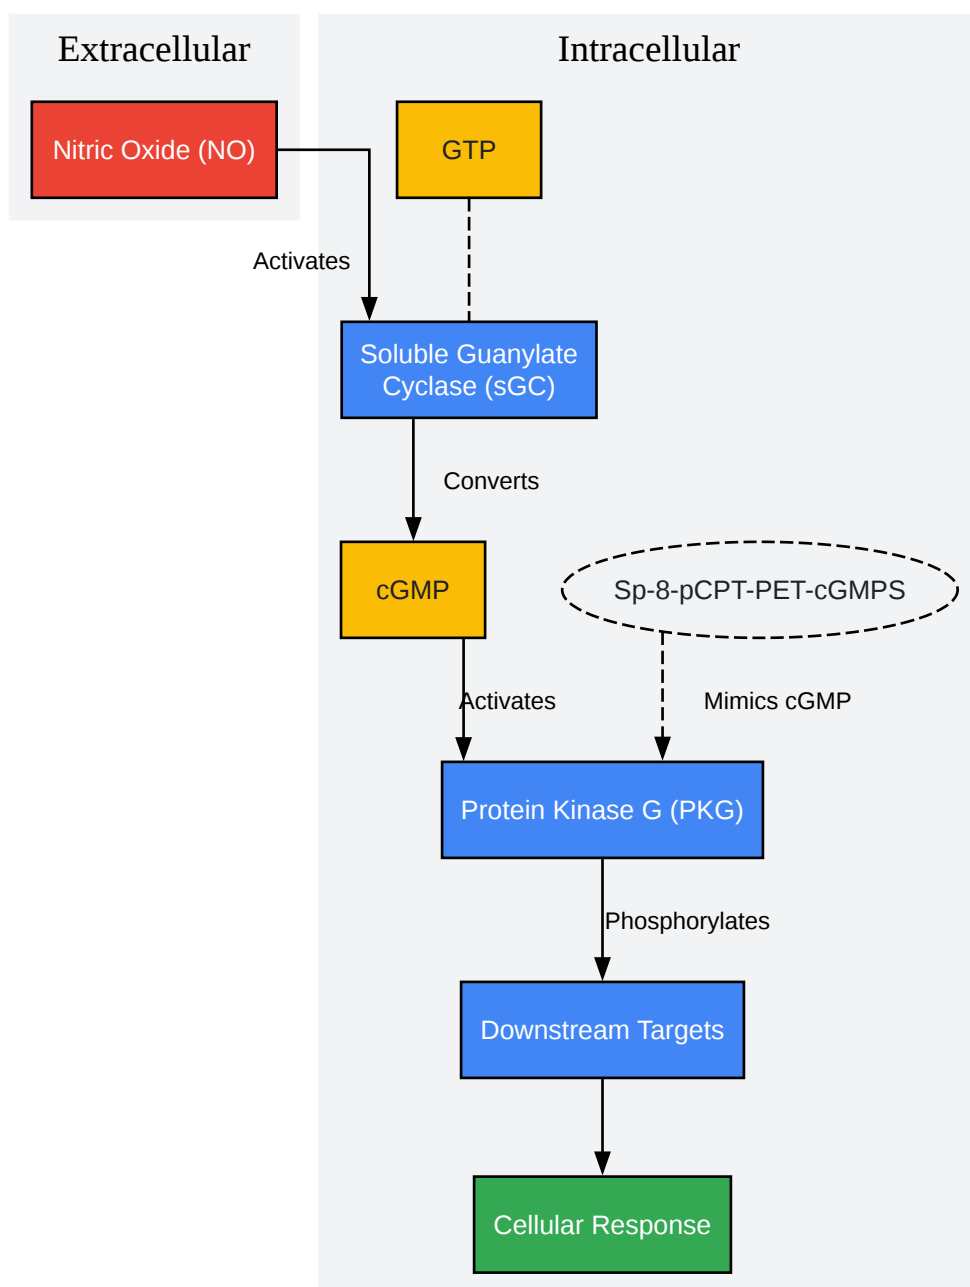 Extracellular
Intracellular
Nitric Oxide (NO)
GTP
Activates
Soluble Guanylate
Cyclase (sGC)
Converts
cGMP
Sp-8-pCPT-PET-cGMPS
Activates
Mimics cGMP
Protein Kinase G (PKG)
Phosphorylates
Downstream Targets
Cellular Response